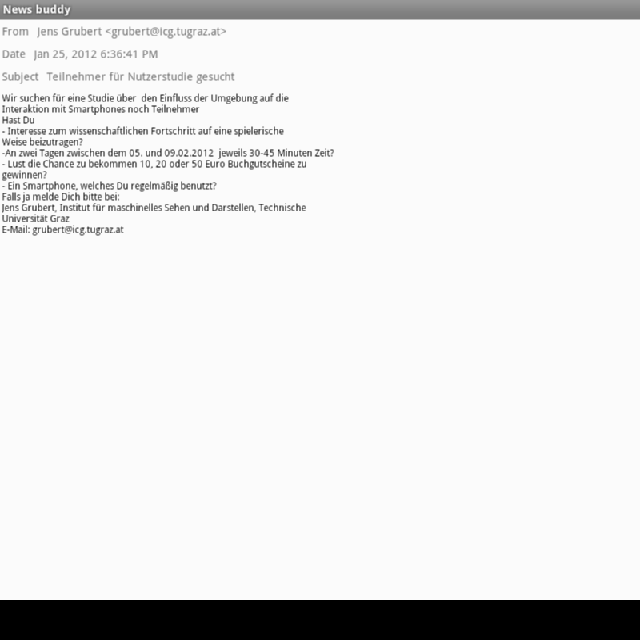 News buddy
From Jens Grubert <grubert@icg.tugraz.at>
Date Jan 25, 2012 6:36:41 PM
Subject Teilnehmer für Nutzerstudie gesucht
Wir suchen für eine Studie über den Einfluss der Umgebung auf die
Interaktion mit Smartphones noch Teilnehmer
Hast Du
- Interesse zum wissenschaftlichen Fortschritt auf eine spielerische
Weise beizutragen?
-An zwei Tagen zwischen dem 05. und 09.02.2012 jeweils 30-45 Minuten Zeit?
- Lust die Chance zu bekommen 10, 20 oder 50 Euro Buchgutscheine zu
gewinnen?
- Ein Smartphone, welches Du regelmäßig benutzt?
Falls ja melde Dich bitte bei:
Jens Grubert, Institut für maschinelles Sehen und Darstellen, Technische
Universität Graz
E-Mail: grubert@icg.tugraz.at